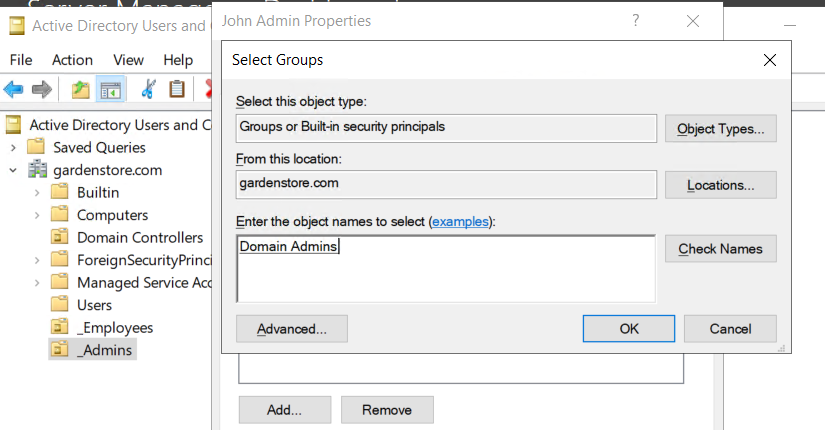 John Admin Properties
Active Directory Users and
?
File Action View Help
Select Groups
Select this object type:
Groups or Built-in security principals
Object Types...
From this location:
gardenstore.com
Locations...
Enter the object names to select (examples):
Domain Admins
Check Names
Advanced...
OK
Cancel
Add...
Remove
Active Directory Users and C
Saved Queries
gardenstore.com
Builtin
Computers
Domain Controllers
ForeignSecurityPrinci
Managed Service Acc
Users
_Employees
_Admins